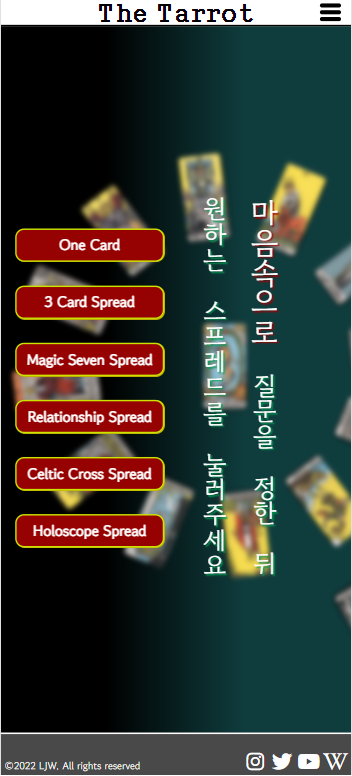 The Tarrot
One Card
3 Card Spread
Magic Seven Spread
Relationship Spread
Celtic Cross Spread
Holoscope Spread
마음속으로 질문을 정한 뒤
원하는 스프레드를 눌러주세요
©2022 LJW. All rights reserved